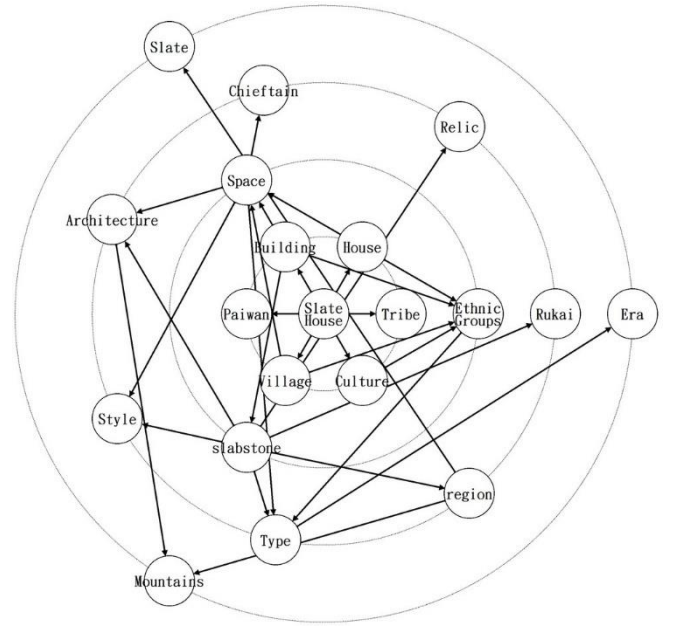 Slate
Chieftain
Relic
Space
Architecture
Building
House
Paiwan
Slate
House
Tribe
Ethnic
Groups
Rukai
Era
Village
Culture
Style
slabstone
region
Type
Mountains